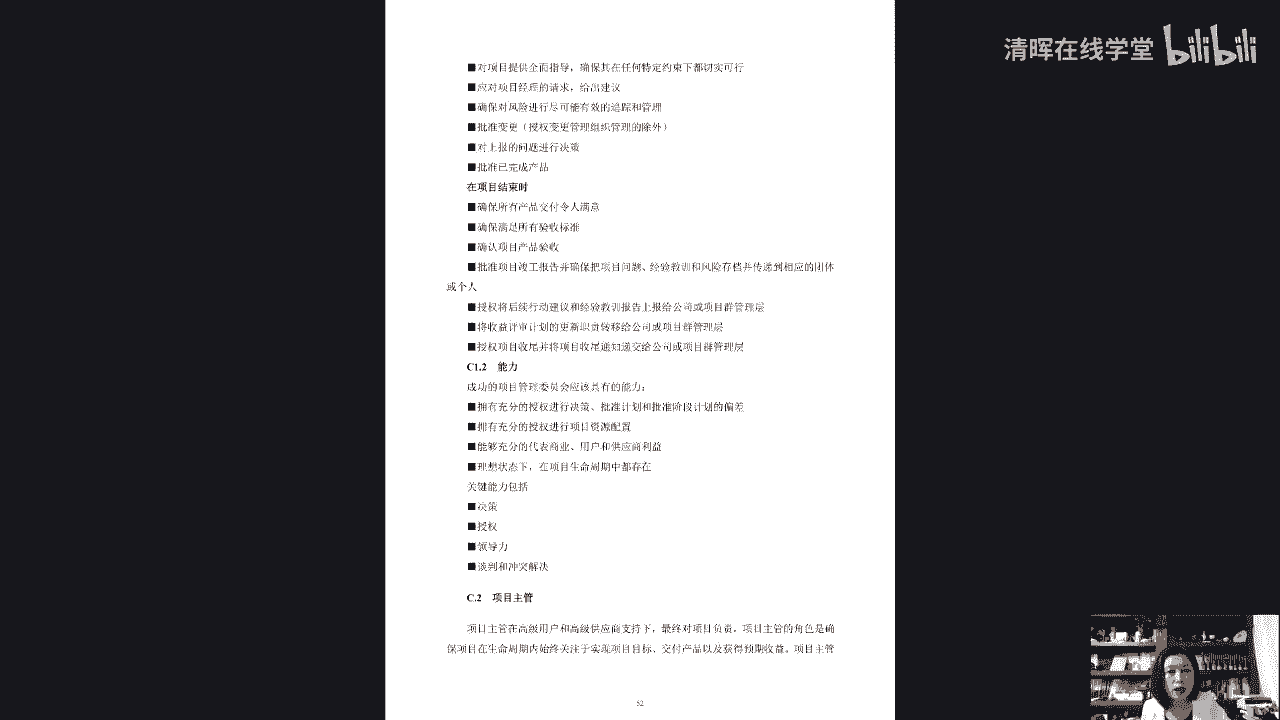 清晖在线学堂 bilibili
■对项目提供全面指导，确保其在任何特定约束下都切实可行
■应对项目经理的请求，给出建议
■确保对风险进行尽可能有效的追踪和管理
■批准变更（授权变更管理组织管理的除外）
■对上报的问题进行决策
■批准已完成产品
在项目结束时
■确保所有产品交付令人满意
■确保满足所有验收标准
■确认项目产品验收
■批准项目竣工报告并确保把项目问题、经验教训和风险存档并传递到相应的团体
或个人
■授权将后续行动建议和经验教训报告上报给公司或项目群管理层
■将收益评审计划的更新职责转移给公司或项目群管理层
■授权项目收尾并将项目收尾通知递交给公司或项目群管理层
C1.2 能力
成功的项目管理委员会应该具有的能力：
■拥有充分的授权进行决策、批准计划和批准阶段计划的偏差
■拥有充分的授权进行项目资源配置
■能够充分的代表商业、用户和供应商利益
■理想状态下，在项目生命周期中都存在
关键能力包括
■决策
■授权
■领导力
■谈判和冲突解决
C.2 项目主管
项目主管在高级用户和高级供应商支持下，最终对项目负责。项目主管的角色是确
保项目在生命周期内始终关注于实现项目目标、交付产品以及获得预期收益。项目主管
52